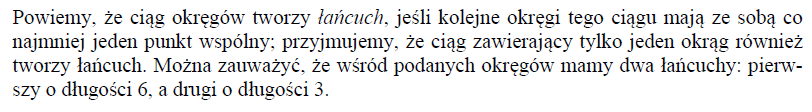 Powiemy, że ciąg okręgów tworzy łańcuch, jeśli kolejne okręgi tego ciągu mają ze sobą co
najmniej jeden punkt wspólny; przyjmujemy, że ciąg zawierający tylko jeden okrąg również
tworzy łańcuch. Można zauważyć, że wśród podanych okręgów mamy dwa łańcuchy: pierw-
szy o długości 6, a drugi o długości 3.